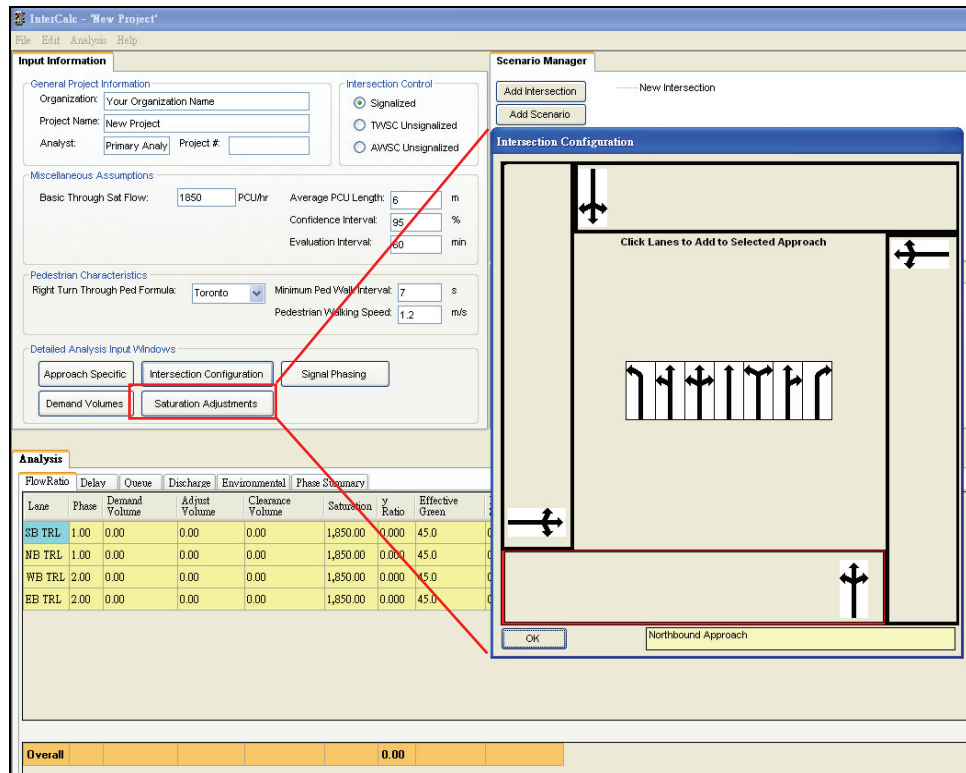 InterCalc - 'New Project'
File Edit Analysis Help
Input Information
General Project Information
Organization: Your Organization Name
Project Name: New Project
Analyst: Primary Analy Project #:
Intersection Control
Signalized
TWSC Unsignalized
AWSC Unsignalized
Miscellaneous Assumptions
Basic Through Sat Flow: 1850 PCU/hr
Average PCU Length: 6 m
Confidence Interval: 95 %
Evaluation Interval: 60 min
Pedestrian Characteristics
Right Turn Through Ped Formula: Toronto
Minimum Ped Walk Interval: 7 s
Pedestrian Walking Speed: 1.2 m/s
Detailed Analysis Input Windows
Approach Specific Intersection Configuration Signal Phasing
Demand Volumes Saturation Adjustments
Scenario Manager
Add Intersection New Intersection
Add Scenario
Intersection Configuration
Click Lanes to Add to Selected Approach
OK Northbound Approach
Analysis
FlowRatio Delay Queue Discharge Environmental Phase Summary
Lane Phase Demand Volume Adjust Volume Clearance Volume Saturation y Ratio Effective Green
SB TRL 1.00 0.00 0.00 0.00 1,850.00 0.000 45.0
NB TRL 1.00 0.00 0.00 0.00 1,850.00 0.000 45.0
WB TRL 2.00 0.00 0.00 0.00 1,850.00 0.000 45.0
EB TRL 2.00 0.00 0.00 0.00 1,850.00 0.000 45.0
Overall 0.00